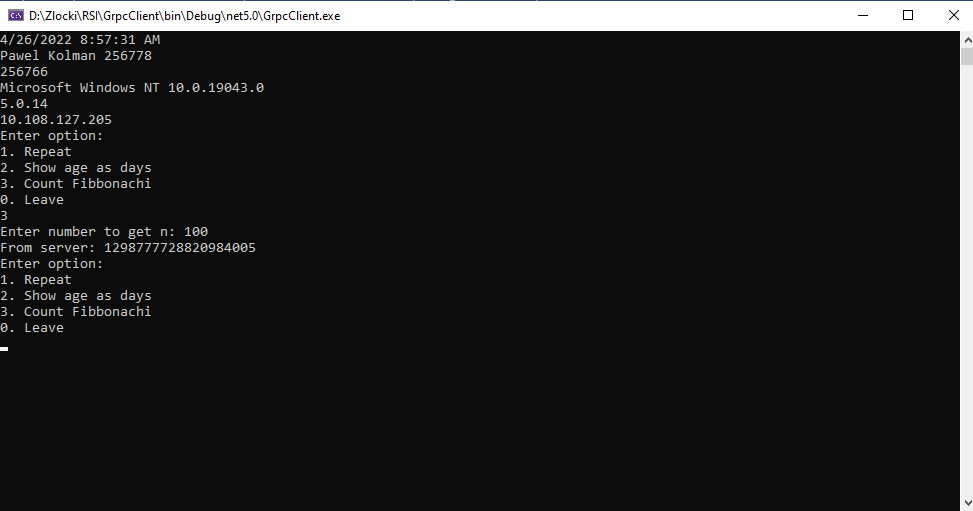 D:\Zlocki\RSI\GrpcClient\bin\Debug\net5.0\GrpcClient.exe
4/26/2022 8:57:31 AM
Pawel Kolman 256778
256766
Microsoft Windows NT 10.0.19043.0
5.0.14
10.108.127.205
Enter option:
1. Repeat
2. Show age as days
3. Count Fibbonachi
0. Leave
3
Enter number to get n: 100
From server: 1298777728820984005
Enter option:
1. Repeat
2. Show age as days
3. Count Fibbonachi
0. Leave